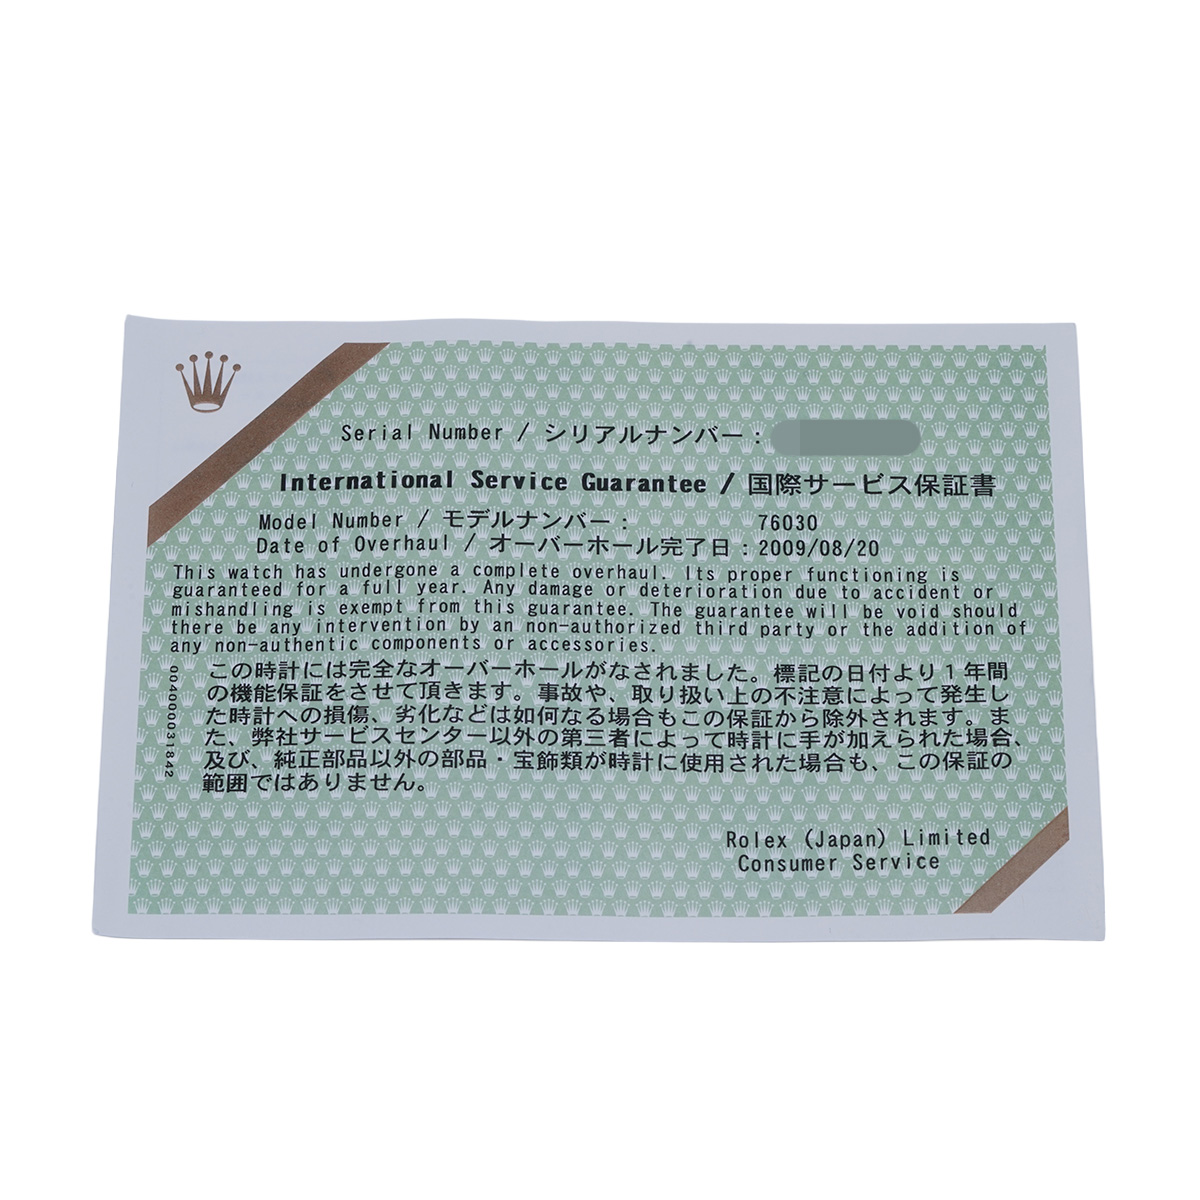 Serial Number / シリアルナンバー :
International Service Guarantee / 国際サービス保証書
Model Number / モデルナンバー : 76030
Date of Overhaul / オーバーホール完了日 : 2009/08/20
This watch has undergone a complete overhaul. Its proper functioning is
guaranteed for a full year. Any damage or deterioration due to accident or
mishandling is exempt from this guarantee. The guarantee will be void should
there be any intervention by an non-authorized third party or the addition of
any non-authentic components or accessories.
この時計には完全なオーバーホールがなされました。標記の日付より1年間
の機能保証をさせて頂きます。事故や、取り扱い上の不注意によって発生し
た時計への損傷、劣化などは如何なる場合もこの保証から除外されます。ま
た、弊社サービスセンター以外の第三者によって時計に手が加えられた場合、
及び、純正部品以外の部品・宝飾類が時計に使用された場合も、この保証の
範囲ではありません。
004000031842
Rolex (Japan) Limited
Consumer Service